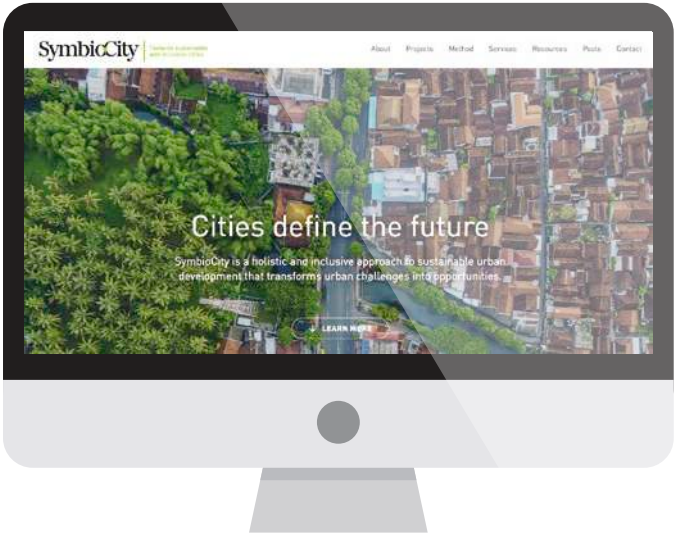 SymbioCity
About Projects Method Services Resources Posts Contact
Cities define the future
SymbioCity is a holistic and inclusive approach to sustainable urban
development that transforms urban challenges into opportunities.
LEARN MORE